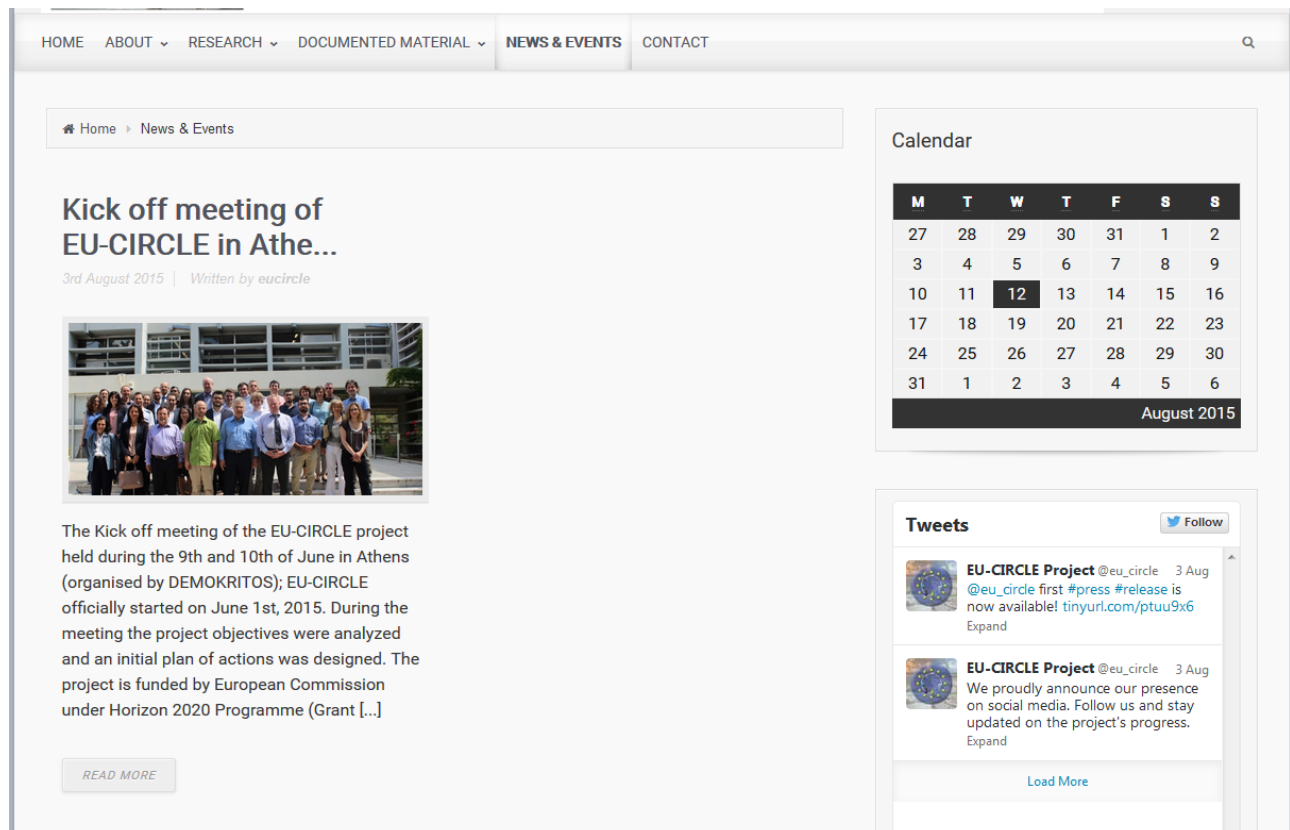 HOME ABOUT RESEARCH DOCUMENTED MATERIAL NEWS & EVENTS CONTACT
Home News & Events
Kick off meeting of
EU-CIRCLE in Athe...
3rd August 2015 | Written by eucircle
The Kick off meeting of the EU-CIRCLE project
held during the 9th and 10th of June in Athens
(organised by DEMOKRITOS); EU-CIRCLE
officially started on June 1st, 2015. During the
meeting the project objectives were analyzed
and an initial plan of actions was designed. The
project is funded by European Commission
under Horizon 2020 Programme (Grant [...]
READ MORE
Calendar
M T W T F S S
27 28 29 30 31 1 2
3 4 5 6 7 8 9
10 11 12 13 14 15 16
17 18 19 20 21 22 23
24 25 26 27 28 29 30
31 1 2 3 4 5 6
August 2015
Tweets Follow
EU-CIRCLE Project @eu_circle 3 Aug
@eu_circle first #press #release is
now available! tinyurl.com/ptuu9x6
Expand
EU-CIRCLE Project @eu_circle 3 Aug
We proudly announce our presence
on social media. Follow us and stay
updated on the project's progress.
Expand
Load More